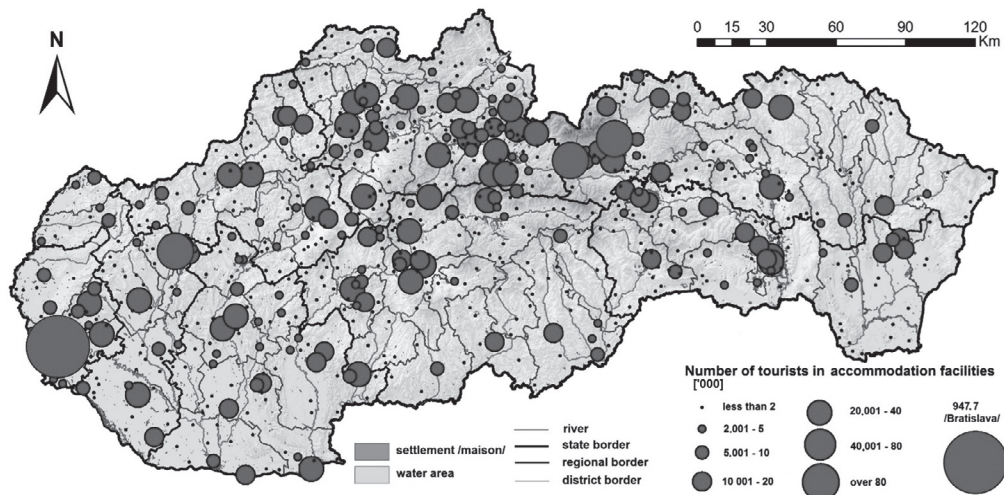 N
0 15 30 60 90 120
Km
Number of tourists in accommodation facilities
['000]
less than 2
2,001 - 5
5,001 - 10
10 001 - 20
20,001 - 40
40,001 - 80
over 80
947.7
/Bratislava/
settlement /maison/
water area
river
state border
regional border
district border